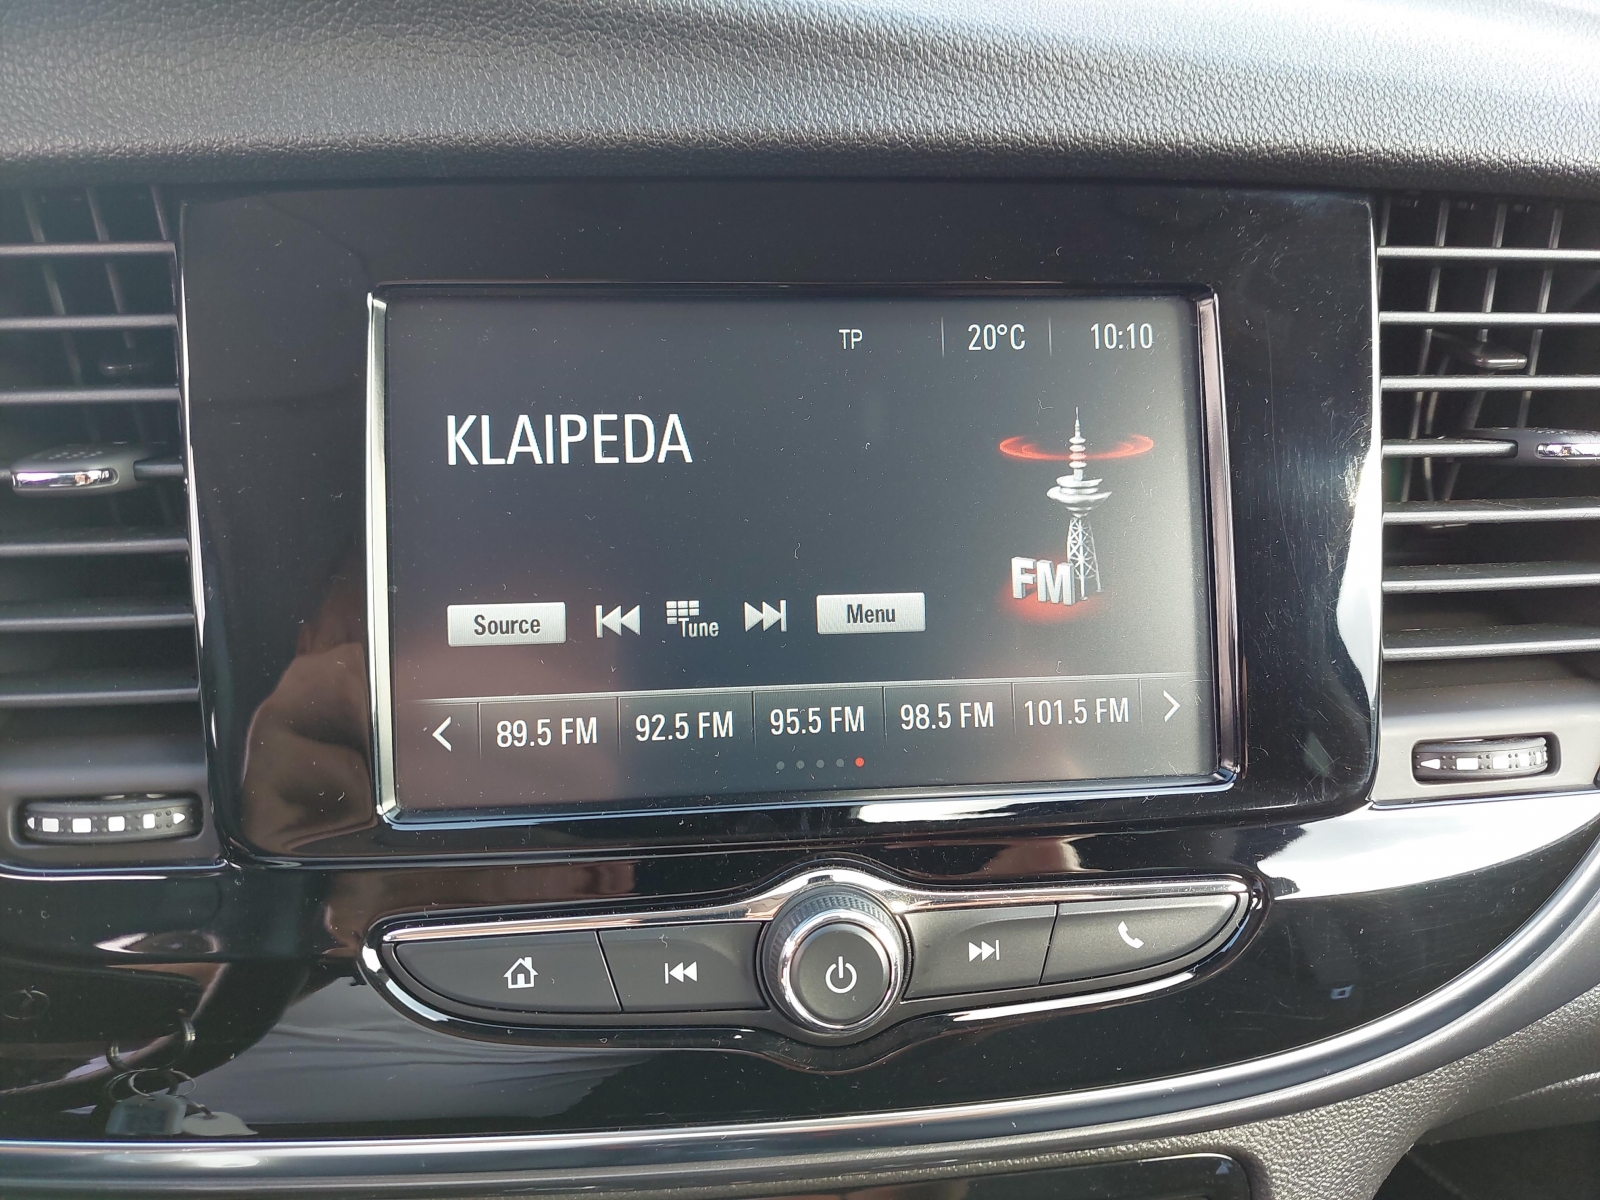 TP 20°C 10:10
KLAIPEDA
FM
Source Tune Menu
89.5 FM 92.5 FM 95.5 FM 98.5 FM 101.5 FM